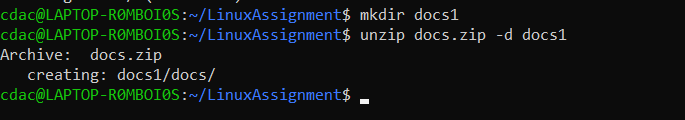 cdac@LAPTOP-R0MBOI0S:~/LinuxAssignment$ mkdir docs1
cdac@LAPTOP-R0MBOI0S:~/LinuxAssignment$ unzip docs.zip -d docs1
Archive:  docs.zip
   creating: docs1/docs/
cdac@LAPTOP-R0MBOI0S:~/LinuxAssignment$